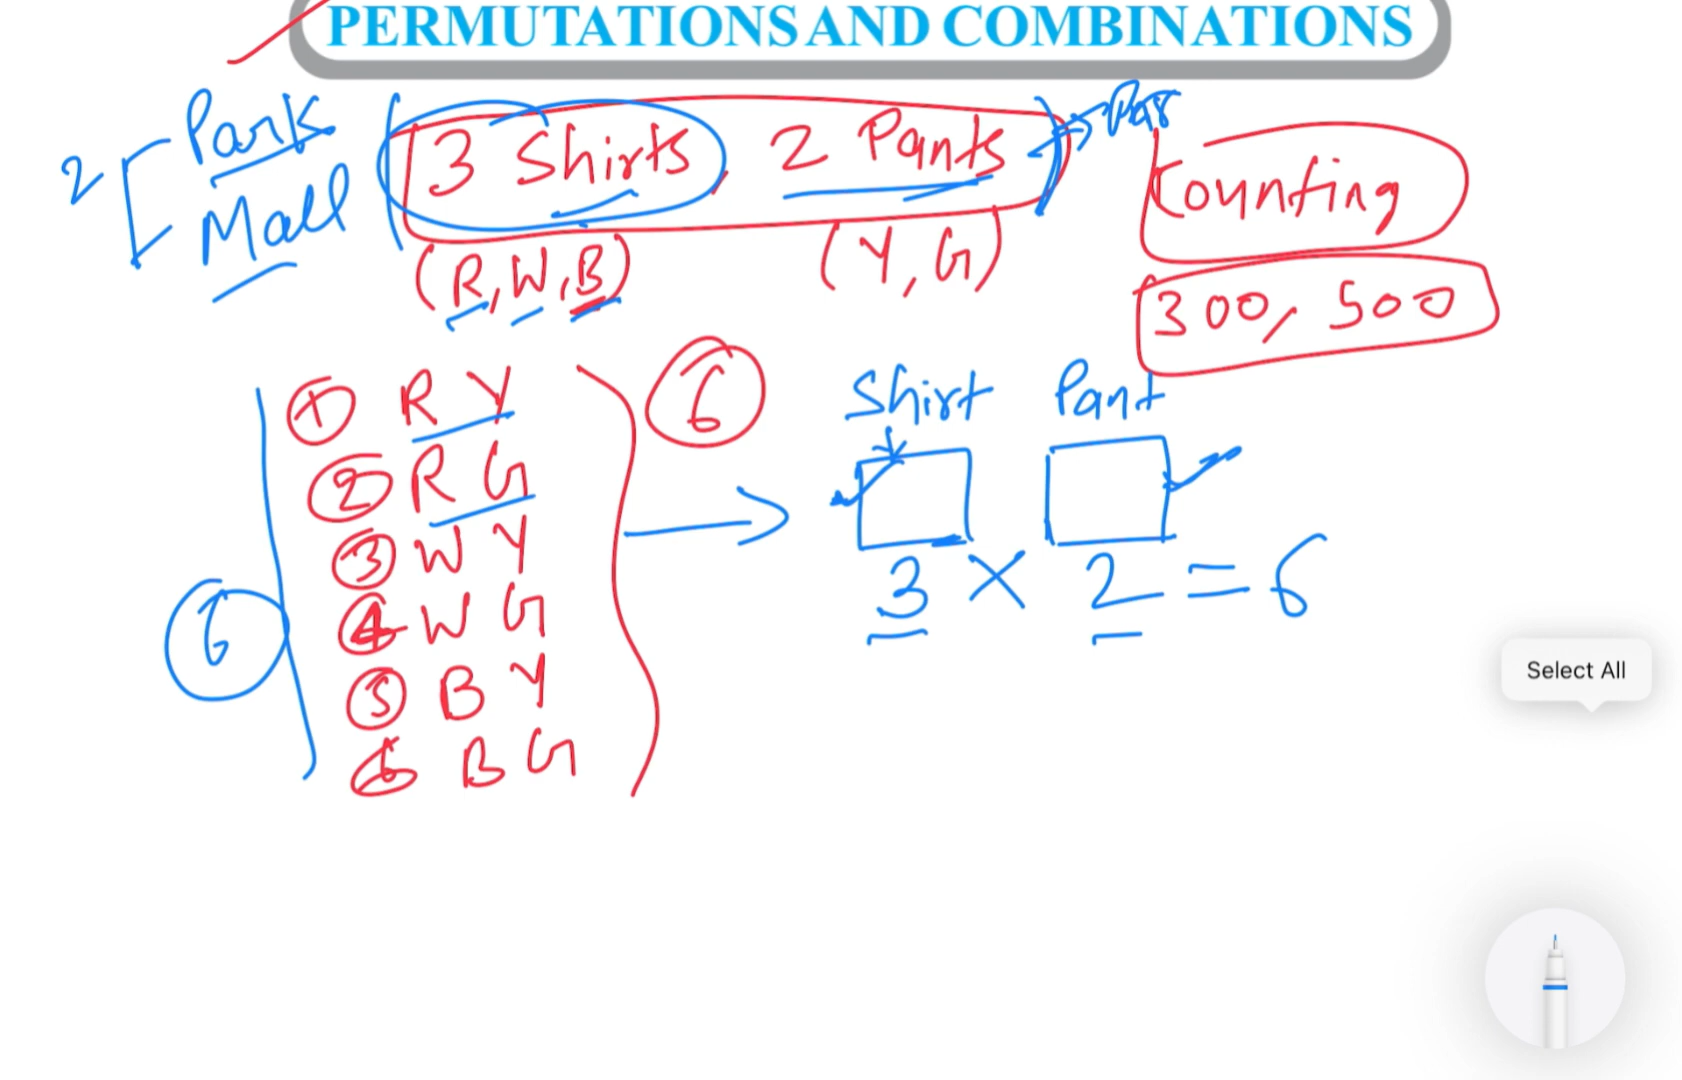 PERMUTATIONS AND COMBINATIONS
2 Park
Mall
3 Shirts, 2 Pants
(R, W, B) (Y, G)
Counting
300, 500
① R Y
② R G
③ W Y
④ W G
⑤ B Y
⑥ B G
6
6
Shirt Pant
3 × 2 = 6
Select All